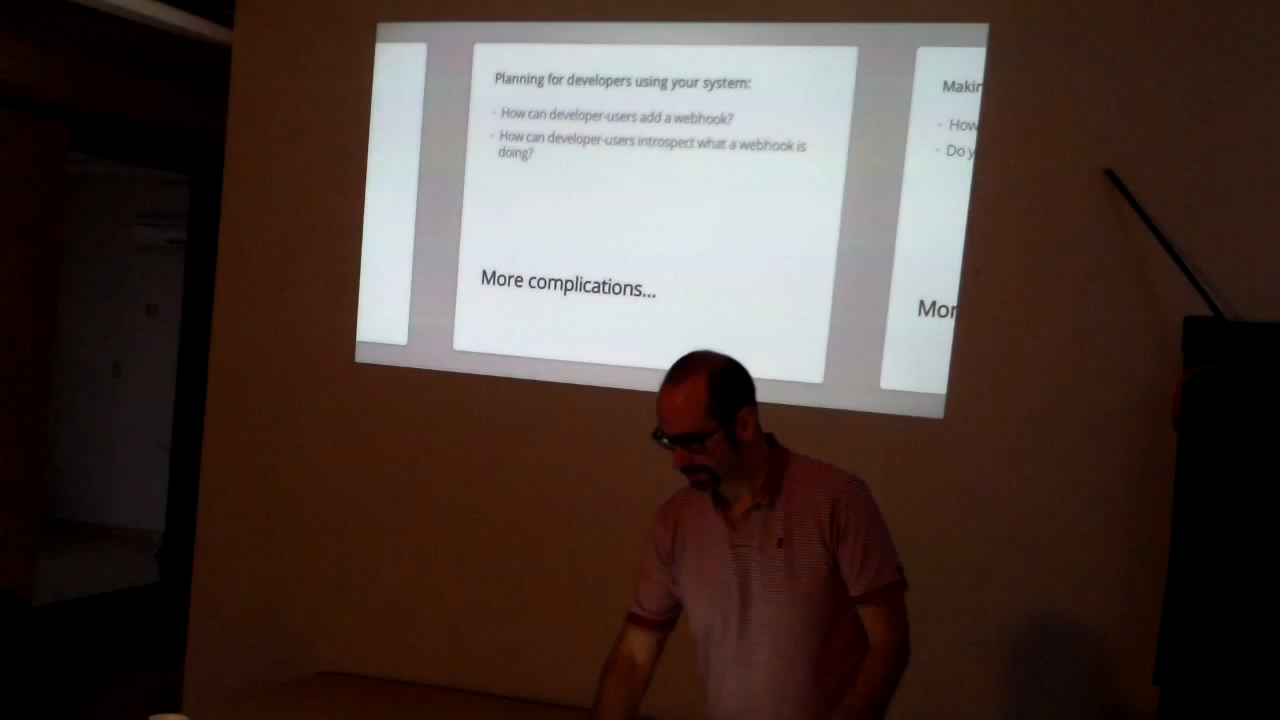 Planning for developers using your system:
- How can developer-users add a webhook?
- How can developer-users introspect what a webhook is
doing?
More complications...
Makin
- How
- Do y
Mor